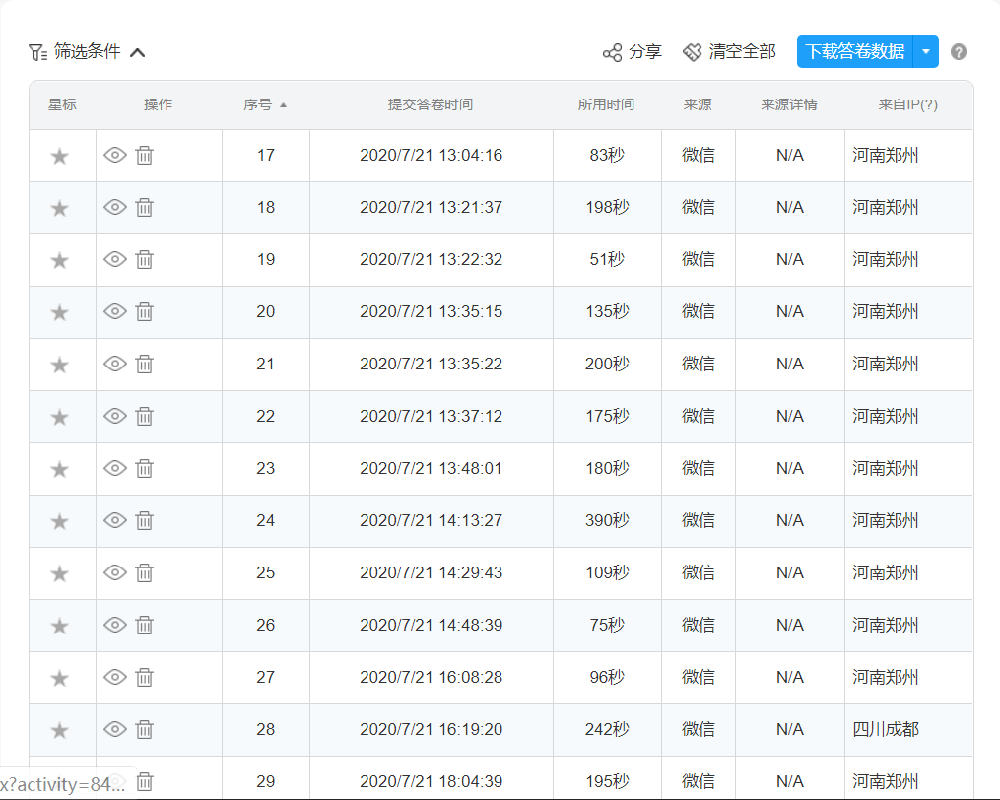 筛选条件 分享 清空全部 下载答卷数据 ?
星标 操作 序号 提交答卷时间 所用时间 来源 来源详情 来自IP(?)
17 2020/7/21 13:04:16 83秒 微信 N/A 河南郑州
18 2020/7/21 13:21:37 198秒 微信 N/A 河南郑州
19 2020/7/21 13:22:32 51秒 微信 N/A 河南郑州
20 2020/7/21 13:35:15 135秒 微信 N/A 河南郑州
21 2020/7/21 13:35:22 200秒 微信 N/A 河南郑州
22 2020/7/21 13:37:12 175秒 微信 N/A 河南郑州
23 2020/7/21 13:48:01 180秒 微信 N/A 河南郑州
24 2020/7/21 14:13:27 390秒 微信 N/A 河南郑州
25 2020/7/21 14:29:43 109秒 微信 N/A 河南郑州
26 2020/7/21 14:48:39 75秒 微信 N/A 河南郑州
27 2020/7/21 16:08:28 96秒 微信 N/A 河南郑州
28 2020/7/21 16:19:20 242秒 微信 N/A 四川成都
29 2020/7/21 18:04:39 195秒 微信 N/A 河南郑州
x?activity=84...